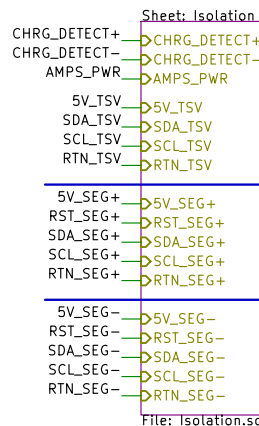 Sheet: Isolation
CHRG_DETECT+ CHRG_DETECT+
CHRG_DETECT− CHRG_DETECT−
AMPS_PWR AMPS_PWR
5V_TSV 5V_TSV
SDA_TSV SDA_TSV
SCL_TSV SCL_TSV
RTN_TSV RTN_TSV
5V_SEG+ 5V_SEG+
RST_SEG+ RST_SEG+
SDA_SEG+ SDA_SEG+
SCL_SEG+ SCL_SEG+
RTN_SEG+ RTN_SEG+
5V_SEG− 5V_SEG−
RST_SEG− RST_SEG−
SDA_SEG− SDA_SEG−
SCL_SEG− SCL_SEG−
RTN_SEG− RTN_SEG−
File: Isolation.sc